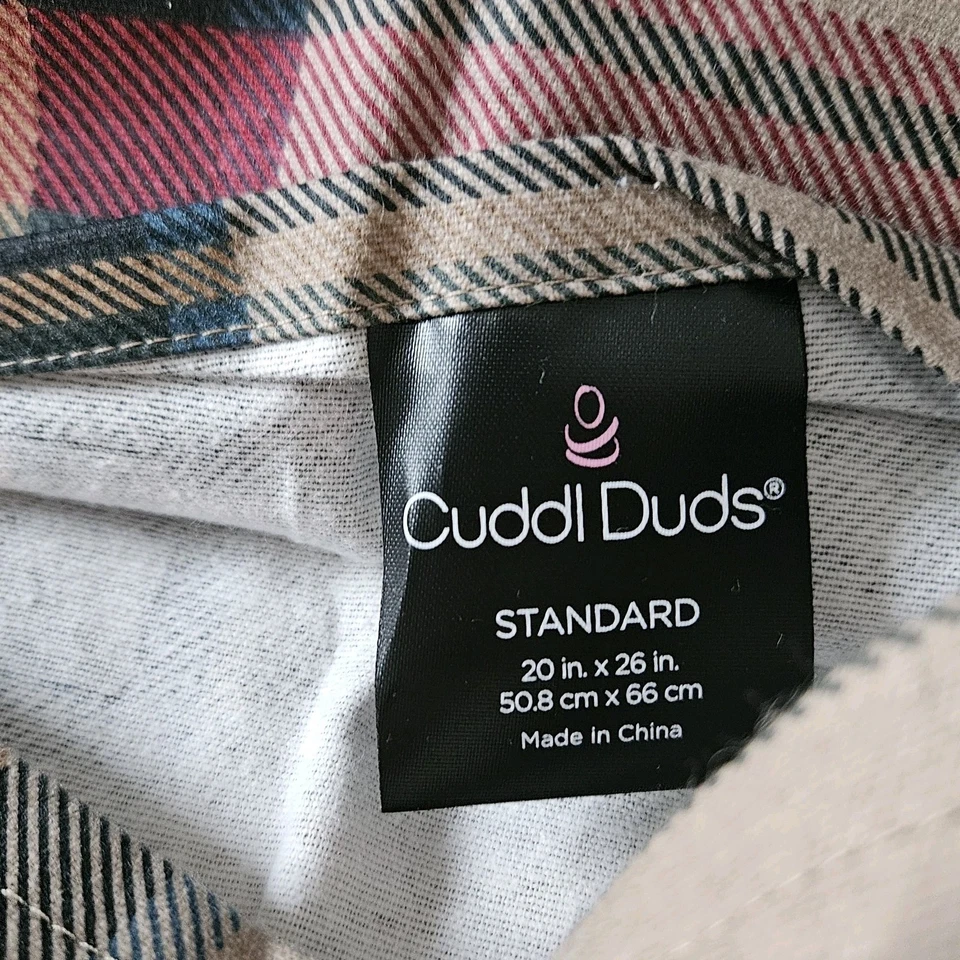 Cuddl Duds®
STANDARD
20 in. x 26 in.
50.8 cm x 66 cm
Made in China